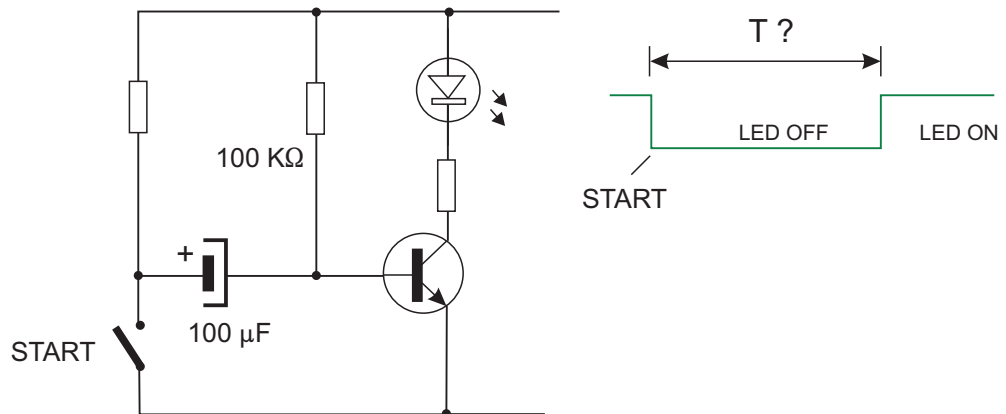 T ?
LED OFF
LED ON
START
100 KΩ
+
100 μF
START